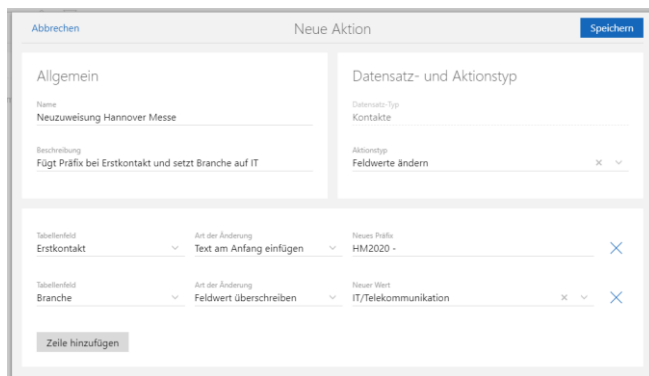 Abbrechen
Neue Aktion
Speichern
Allgemein
Name
Neuzuweisung Hannover Messe
Beschreibung
Fügt Präfix bei Erstkontakt und setzt Branche auf IT
Datensatz- und Aktionstyp
Datensatz-Typ
Kontakte
Aktionstyp
Feldwerte ändern
Tabellenfeld Art der Änderung Neues Präfix
Erstkontakt Text am Anfang einfügen HM2020 -
Tabellenfeld Art der Änderung Neuer Wert
Branche Feldwert überschreiben IT/Telekommunikation
Zeile hinzufügen